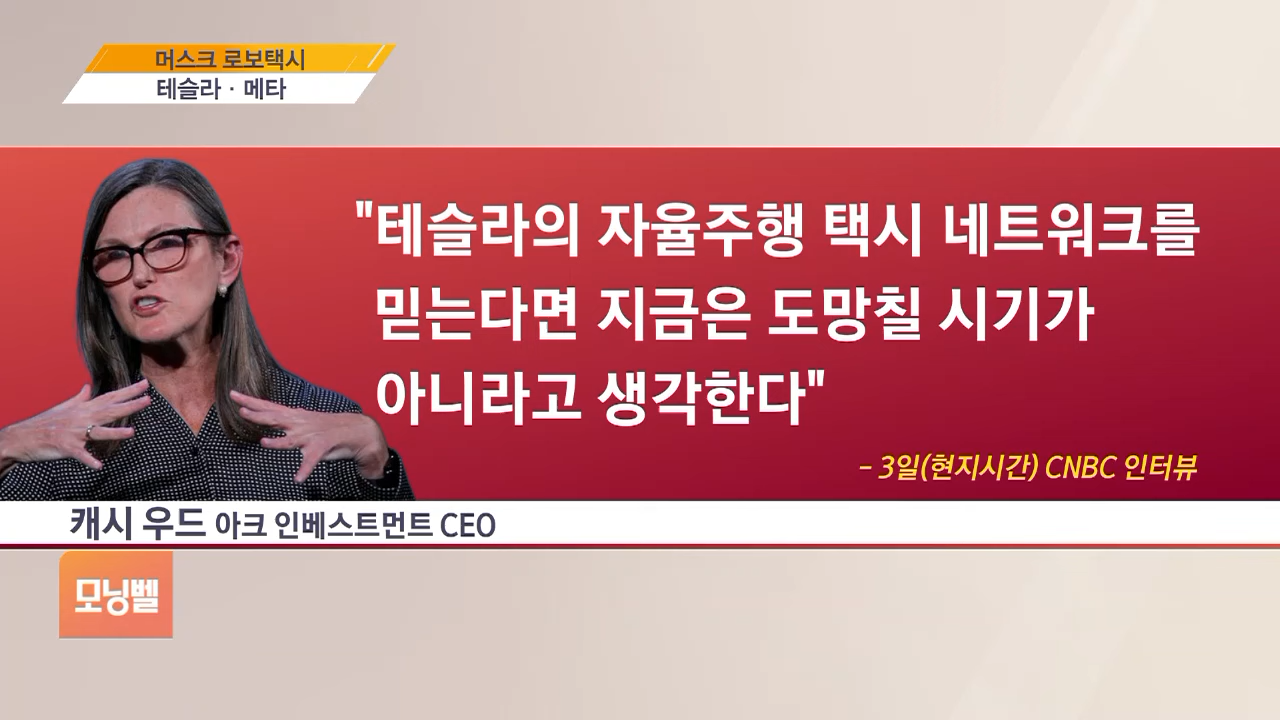 머스크 로보택시
테슬라 · 메타
"테슬라의 자율주행 택시 네트워크를
믿는다면 지금은 도망칠 시기가
아니라고 생각한다"
- 3일(현지시간) CNBC 인터뷰
캐시 우드 아크 인베스트먼트 CEO
모닝벨